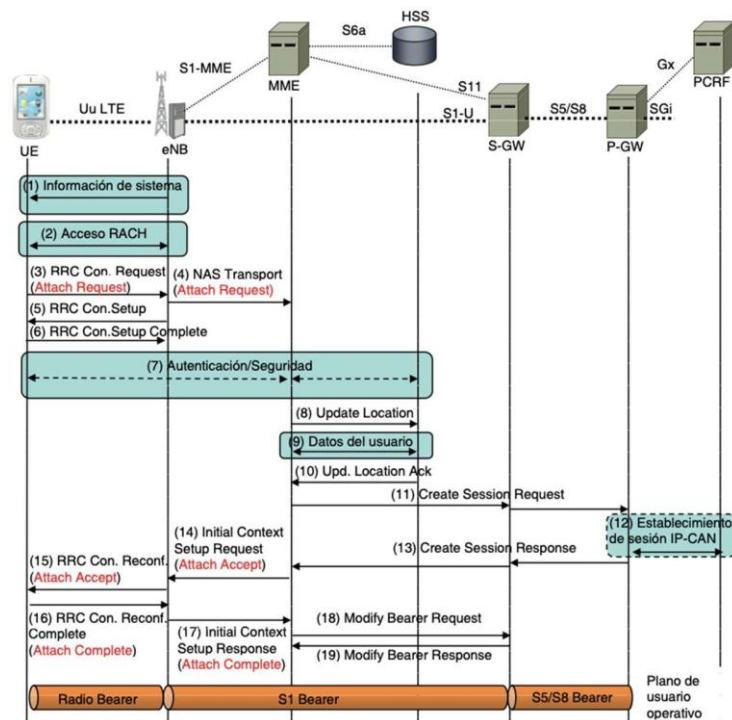 HSS
S6a
Gx
PCRF
S1-MME
MME
S11
Uu LTE
S1-U
S5/S8
SGi
UE
eNB
S-GW
P-GW
(1) Información de sistema
(2) Acceso RACH
(3) RRC Con. Request
(Attach Request)
(4) NAS Transport
(Attach Request)
(5) RRC Con.Setup
(6) RRC Con.Setup Complete
(7) Autenticación/Seguridad
(8) Update Location
(9) Datos del usuario
(10) Upd. Location Ack
(11) Create Session Request
(12) Establecimiento
de sesión IP-CAN
(13) Create Session Response
(14) Initial Context
Setup Request
(Attach Accept)
(15) RRC Con. Reconf.
(Attach Accept)
(16) RRC Con. Reconf.
Complete
(Attach Complete)
(17) Initial Context
Setup Response
(Attach Complete)
(18) Modify Bearer Request
(19) Modify Bearer Response
Radio Bearer
S1 Bearer
S5/S8 Bearer
Plano de
usuario
operativo